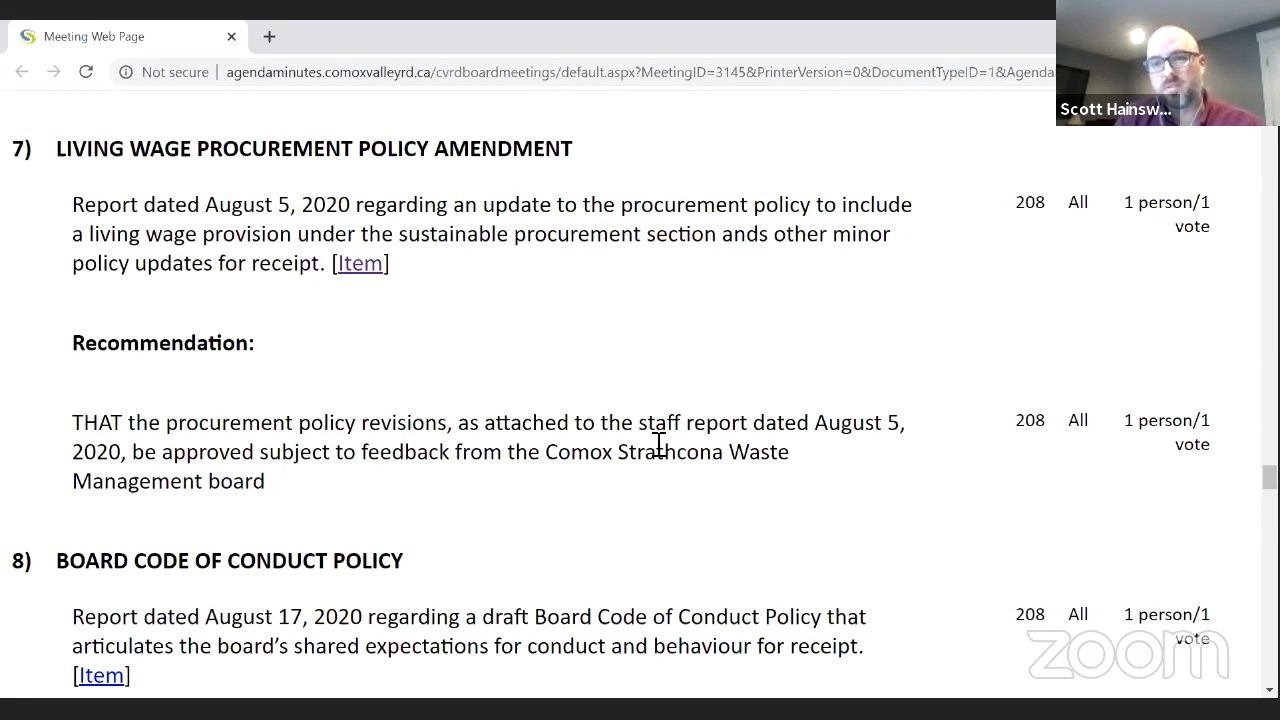 Meeting Web Page
Not secure | agendaminutes.comoxvalleyrd.ca/cvrdboardmeetings/default.aspx?MeetingID=3145&PrinterVersion=0&DocumentTypeID=1&Agenda
Scott Hainsw...
7) LIVING WAGE PROCUREMENT POLICY AMENDMENT
Report dated August 5, 2020 regarding an update to the procurement policy to include 208 All 1 person/1
a living wage provision under the sustainable procurement section ands other minor vote
policy updates for receipt. [Item]
Recommendation:
THAT the procurement policy revisions, as attached to the staff report dated August 5, 208 All 1 person/1
2020, be approved subject to feedback from the Comox Strathcona Waste vote
Management board
8) BOARD CODE OF CONDUCT POLICY
Report dated August 17, 2020 regarding a draft Board Code of Conduct Policy that 208 All 1 person/1
articulates the board's shared expectations for conduct and behaviour for receipt. vote
[Item]
zoom